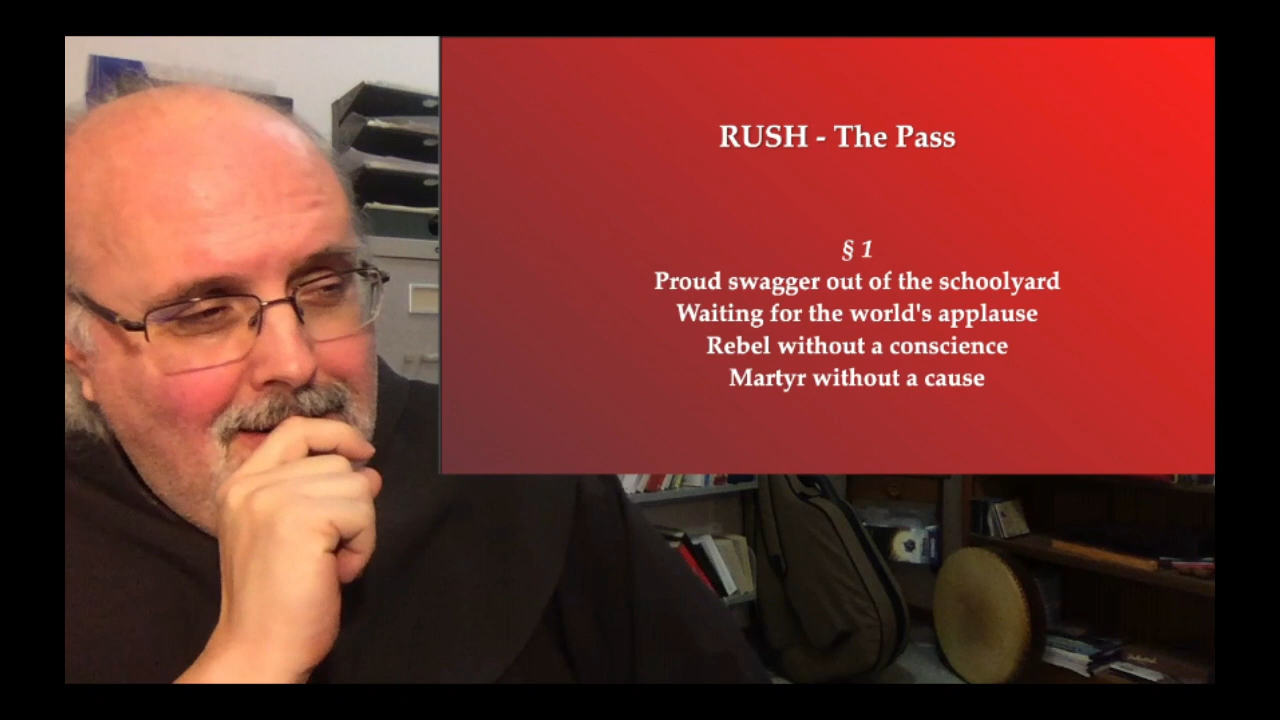 RUSH - The Pass
§ 1
Proud swagger out of the schoolyard
Waiting for the world's applause
Rebel without a conscience
Martyr without a cause